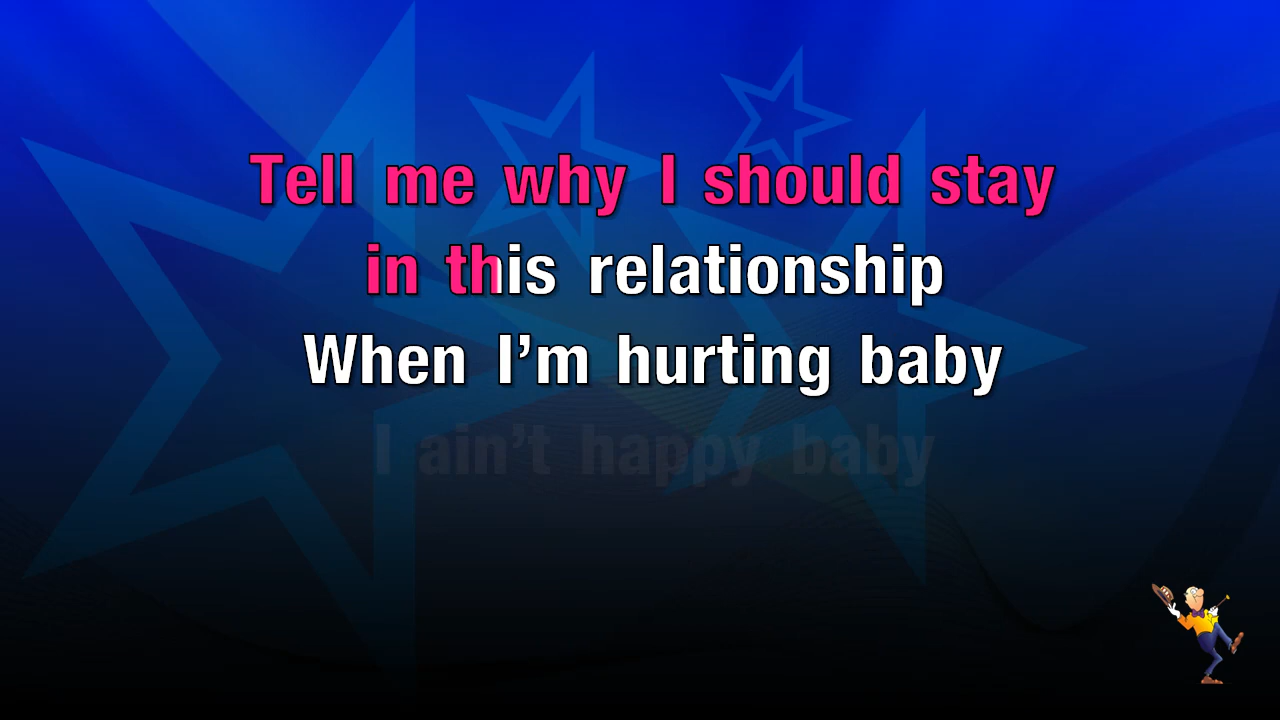 Tell me why I should stay
in this relationship
When I’m hurting baby
I ain’t happy baby